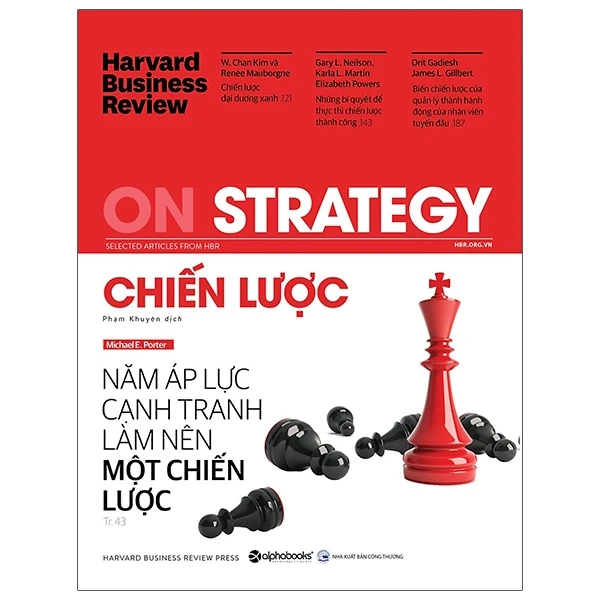 Harvard
Business
Review
W. Chan Kim và
Renée Mauborgne
Chiến lược
đại dương xanh .121
Gary L. Neilson,
Karla L. Martin
Elizabeth Powers
Những bí quyết để
thực thi chiến lược
thành công .143
Orit Gadiesh
James L. Gillbert
Biến chiến lược của
quản lý thành hành
động của nhân viên
tuyến đầu .187
ON STRATEGY
SELECTED ARTICLES FROM HBR
HBR.ORG.VN
CHIẾN LƯỢC
Phạm Khuyên dịch
Michael E. Porter
NĂM ÁP LỰC
CẠNH TRANH
LÀM NÊN
MỘT CHIẾN
LƯỢC
Tr. 43
HARVARD BUSINESS REVIEW PRESS
alphabooks
knowledge is power
NHÀ XUẤT BẢN CÔNG THƯƠNG